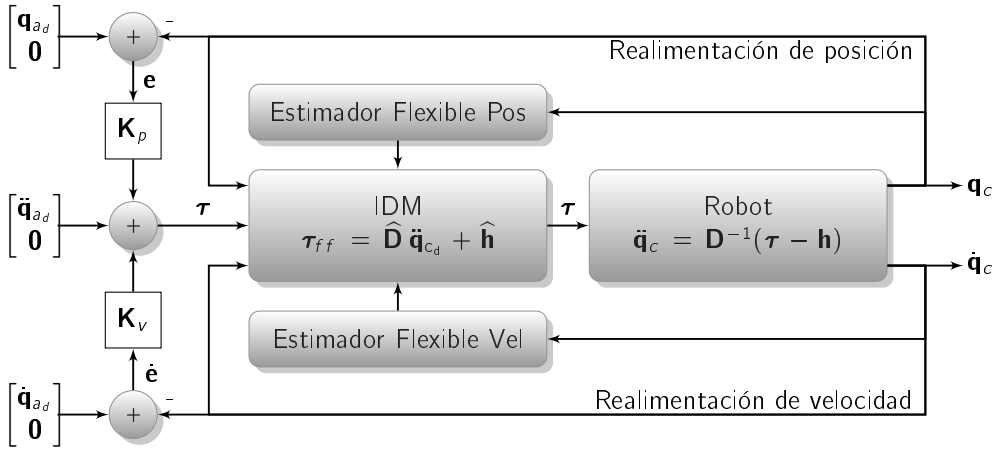 [q_{a_d} 0]
+
-
Realimentación de posición
e
K_p
Estimador Flexible Pos
[q̈_{a_d} 0]
+
τ
IDM
τ_{ff} = D̂ q̈_{c_d} + ĥ
τ
Robot
q̈_c = D^{-1}(τ − h)
q_c
q̇_c
K_v
Estimador Flexible Vel
ė
[q̇_{a_d} 0]
+
-
Realimentación de velocidad